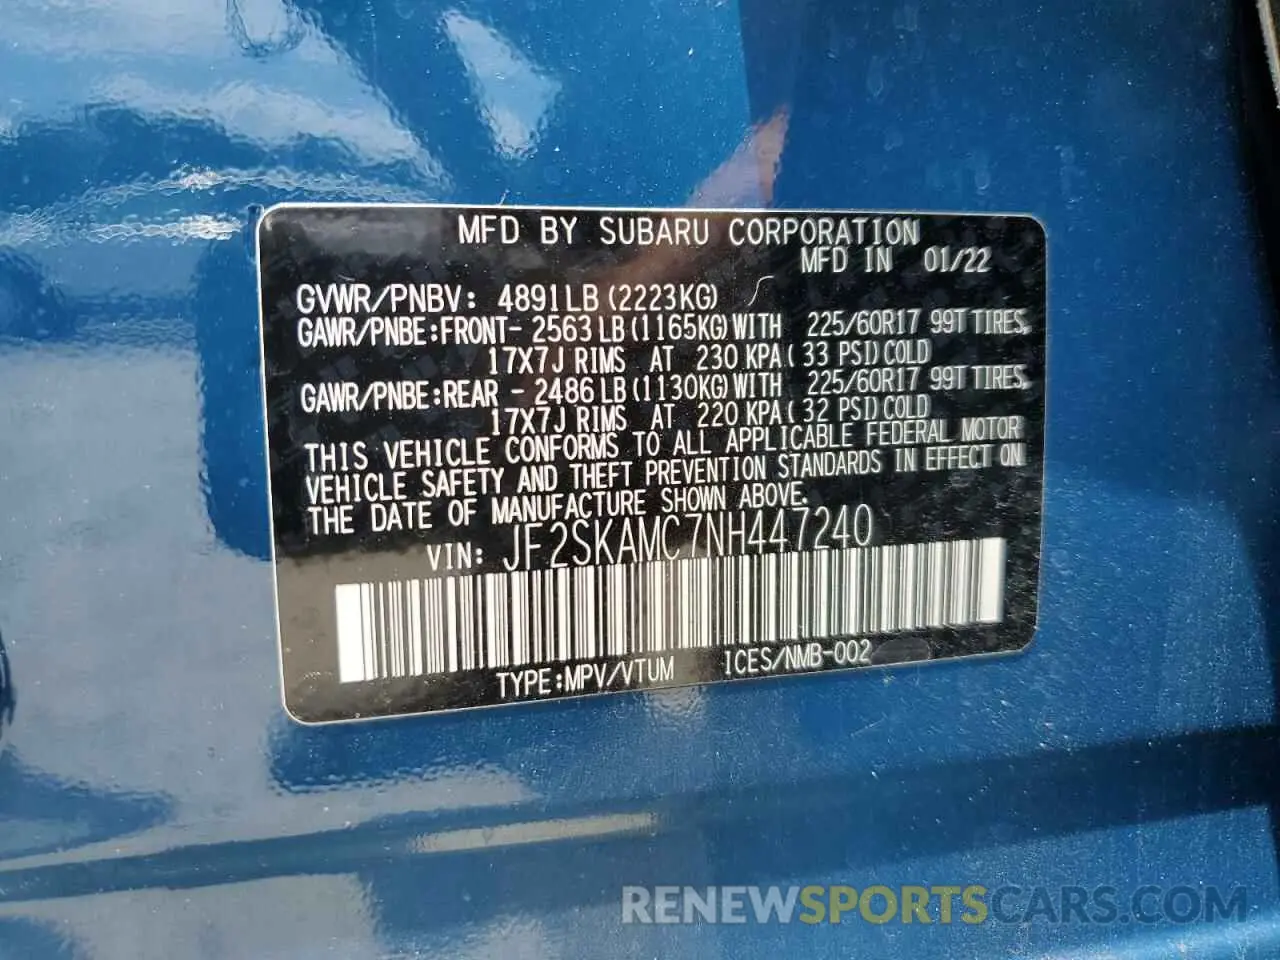 MFD BY SUBARU CORPORATION
MFD IN 01/22
GVWR/PNBV: 4891LB (2223KG)
GAWR/PNBE:FRONT- 2563 LB (1165KG) WITH 225/60R17 99T TIRES,
17X7J RIMS AT 230 KPA ( 33 PSI) COLD
GAWR/PNBE:REAR - 2486 LB (1130KG) WITH 225/60R17 99T TIRES,
17X7J RIMS AT 220 KPA ( 32 PSI) COLD
THIS VEHICLE CONFORMS TO ALL APPLICABLE FEDERAL MOTOR
VEHICLE SAFETY AND THEFT PREVENTION STANDARDS IN EFFECT ON
THE DATE OF MANUFACTURE SHOWN ABOVE.
VIN: JF2SKAMC7NH447240
TYPE:MPV/VTUM ICES/NMB-002
RENEWSPORTSCARS.COM